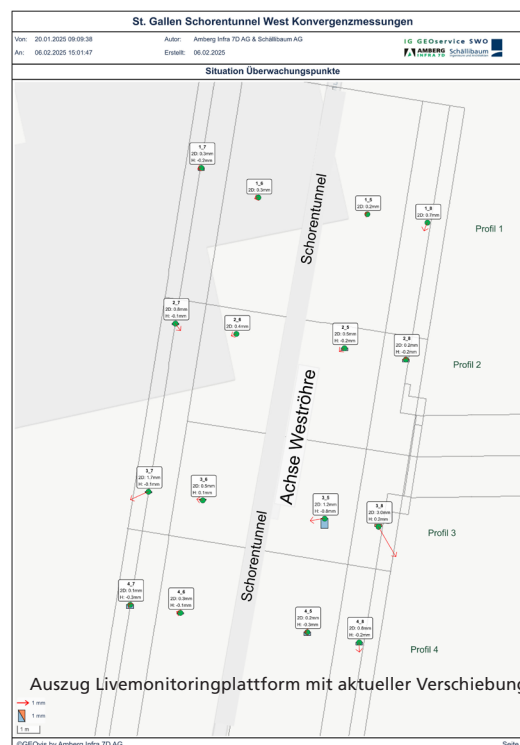 St. Gallen Schorentunnel West Konvergenzmessungen
Von: 20.01.2025 09:09:38
Autor: Amberg Infra 7D AG & Schällibaum AG
An: 06.02.2025 15:01:47
Erstellt: 06.02.2025
IG GEOservice SWO
AMBERG INFRA 7D
Schällibaum
Situation Überwachungspunkte
1_7
2D: 0.3mm
H: -0.2mm
1_6
2D: 0.3mm
1_5
2D: 0.2mm
1_8
2D: 0.7mm
Schorentunnel
Profil 1
2_7
2D: 0.8mm
H: -0.1mm
2_6
2D: 0.4mm
2_5
2D: 0.5mm
H: -0.2mm
2_8
2D: 0.2mm
H: -0.2mm
Profil 2
Achse Weströhre
3_7
2D: 1.7mm
H: -0.1mm
3_6
2D: 0.5mm
H: 0.1mm
3_5
2D: 1.2mm
H: -0.8mm
3_8
2D: 3.0mm
H: 0.2mm
Profil 3
Schorentunnel
4_7
2D: 0.1mm
H: -0.3mm
4_6
2D: 0.3mm
H: -0.1mm
4_5
2D: 0.2mm
H: -0.3mm
4_8
2D: 0.8mm
H: -0.2mm
Profil 4
Auszug Livemonitoringplattform mit aktueller Verschiebung
1 mm
1 mm
1 m
©GEOvis by Amberg Infra 7D AG
Seite